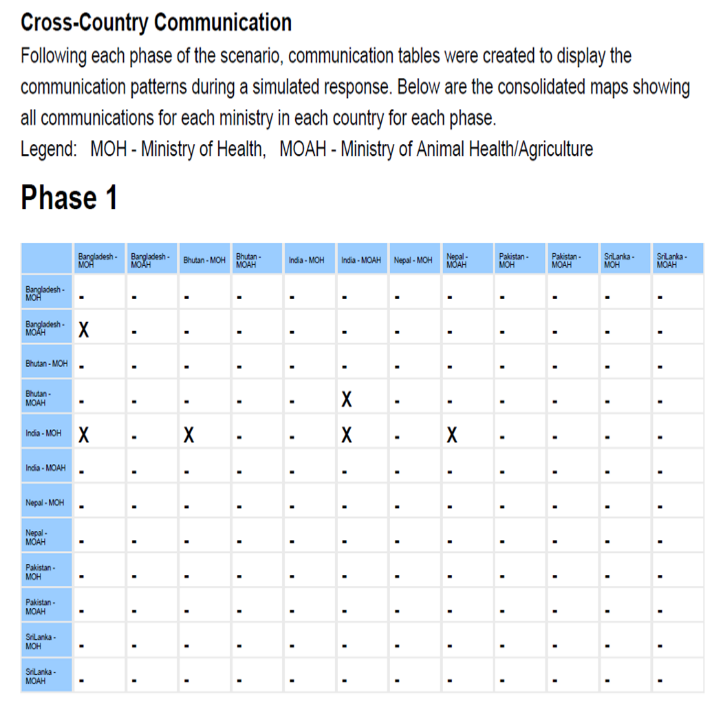 Cross-Country Communication
Following each phase of the scenario, communication tables were created to display the
communication patterns during a simulated response. Below are the consolidated maps showing
all communications for each ministry in each country for each phase.
Legend: MOH - Ministry of Health, MOAH - Ministry of Animal Health/Agriculture
Phase 1
Bangladesh - MOH Bangladesh - MOAH Bhutan - MOH Bhutan - MOAH India - MOH India - MOAH Nepal - MOH Nepal - MOAH Pakistan - MOH Pakistan - MOAH SriLanka - MOH SriLanka - MOAH
Bangladesh - MOH - - - - - - - - - - - -
Bangladesh - MOAH X - - - - - - - - - - -
Bhutan - MOH - - - - - - - - - - - -
Bhutan - MOAH - - - - - X - - - - - -
India - MOH X - X - - X - X - - - -
India - MOAH - - - - - - - - - - - -
Nepal - MOH - - - - - - - - - - - -
Nepal - MOAH - - - - - - - - - - - -
Pakistan - MOH - - - - - - - - - - - -
Pakistan - MOAH - - - - - - - - - - - -
SriLanka - MOH - - - - - - - - - - - -
SriLanka - MOAH - - - - - - - - - - - -